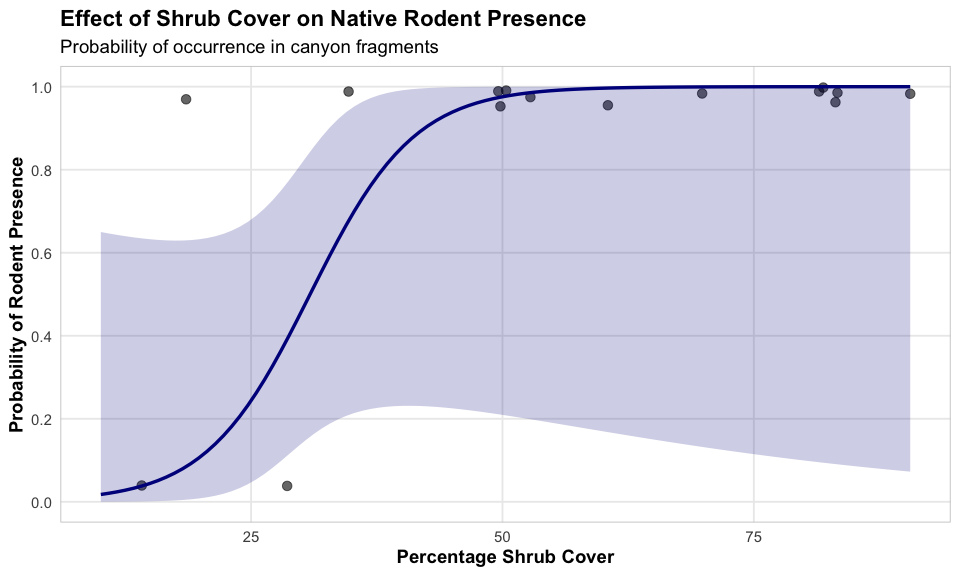 Effect of Shrub Cover on Native Rodent Presence
Probability of occurrence in canyon fragments
Probability of Rodent Presence
1.0
0.8
0.6
0.4
0.2
0.0
25
50
75
Percentage Shrub Cover